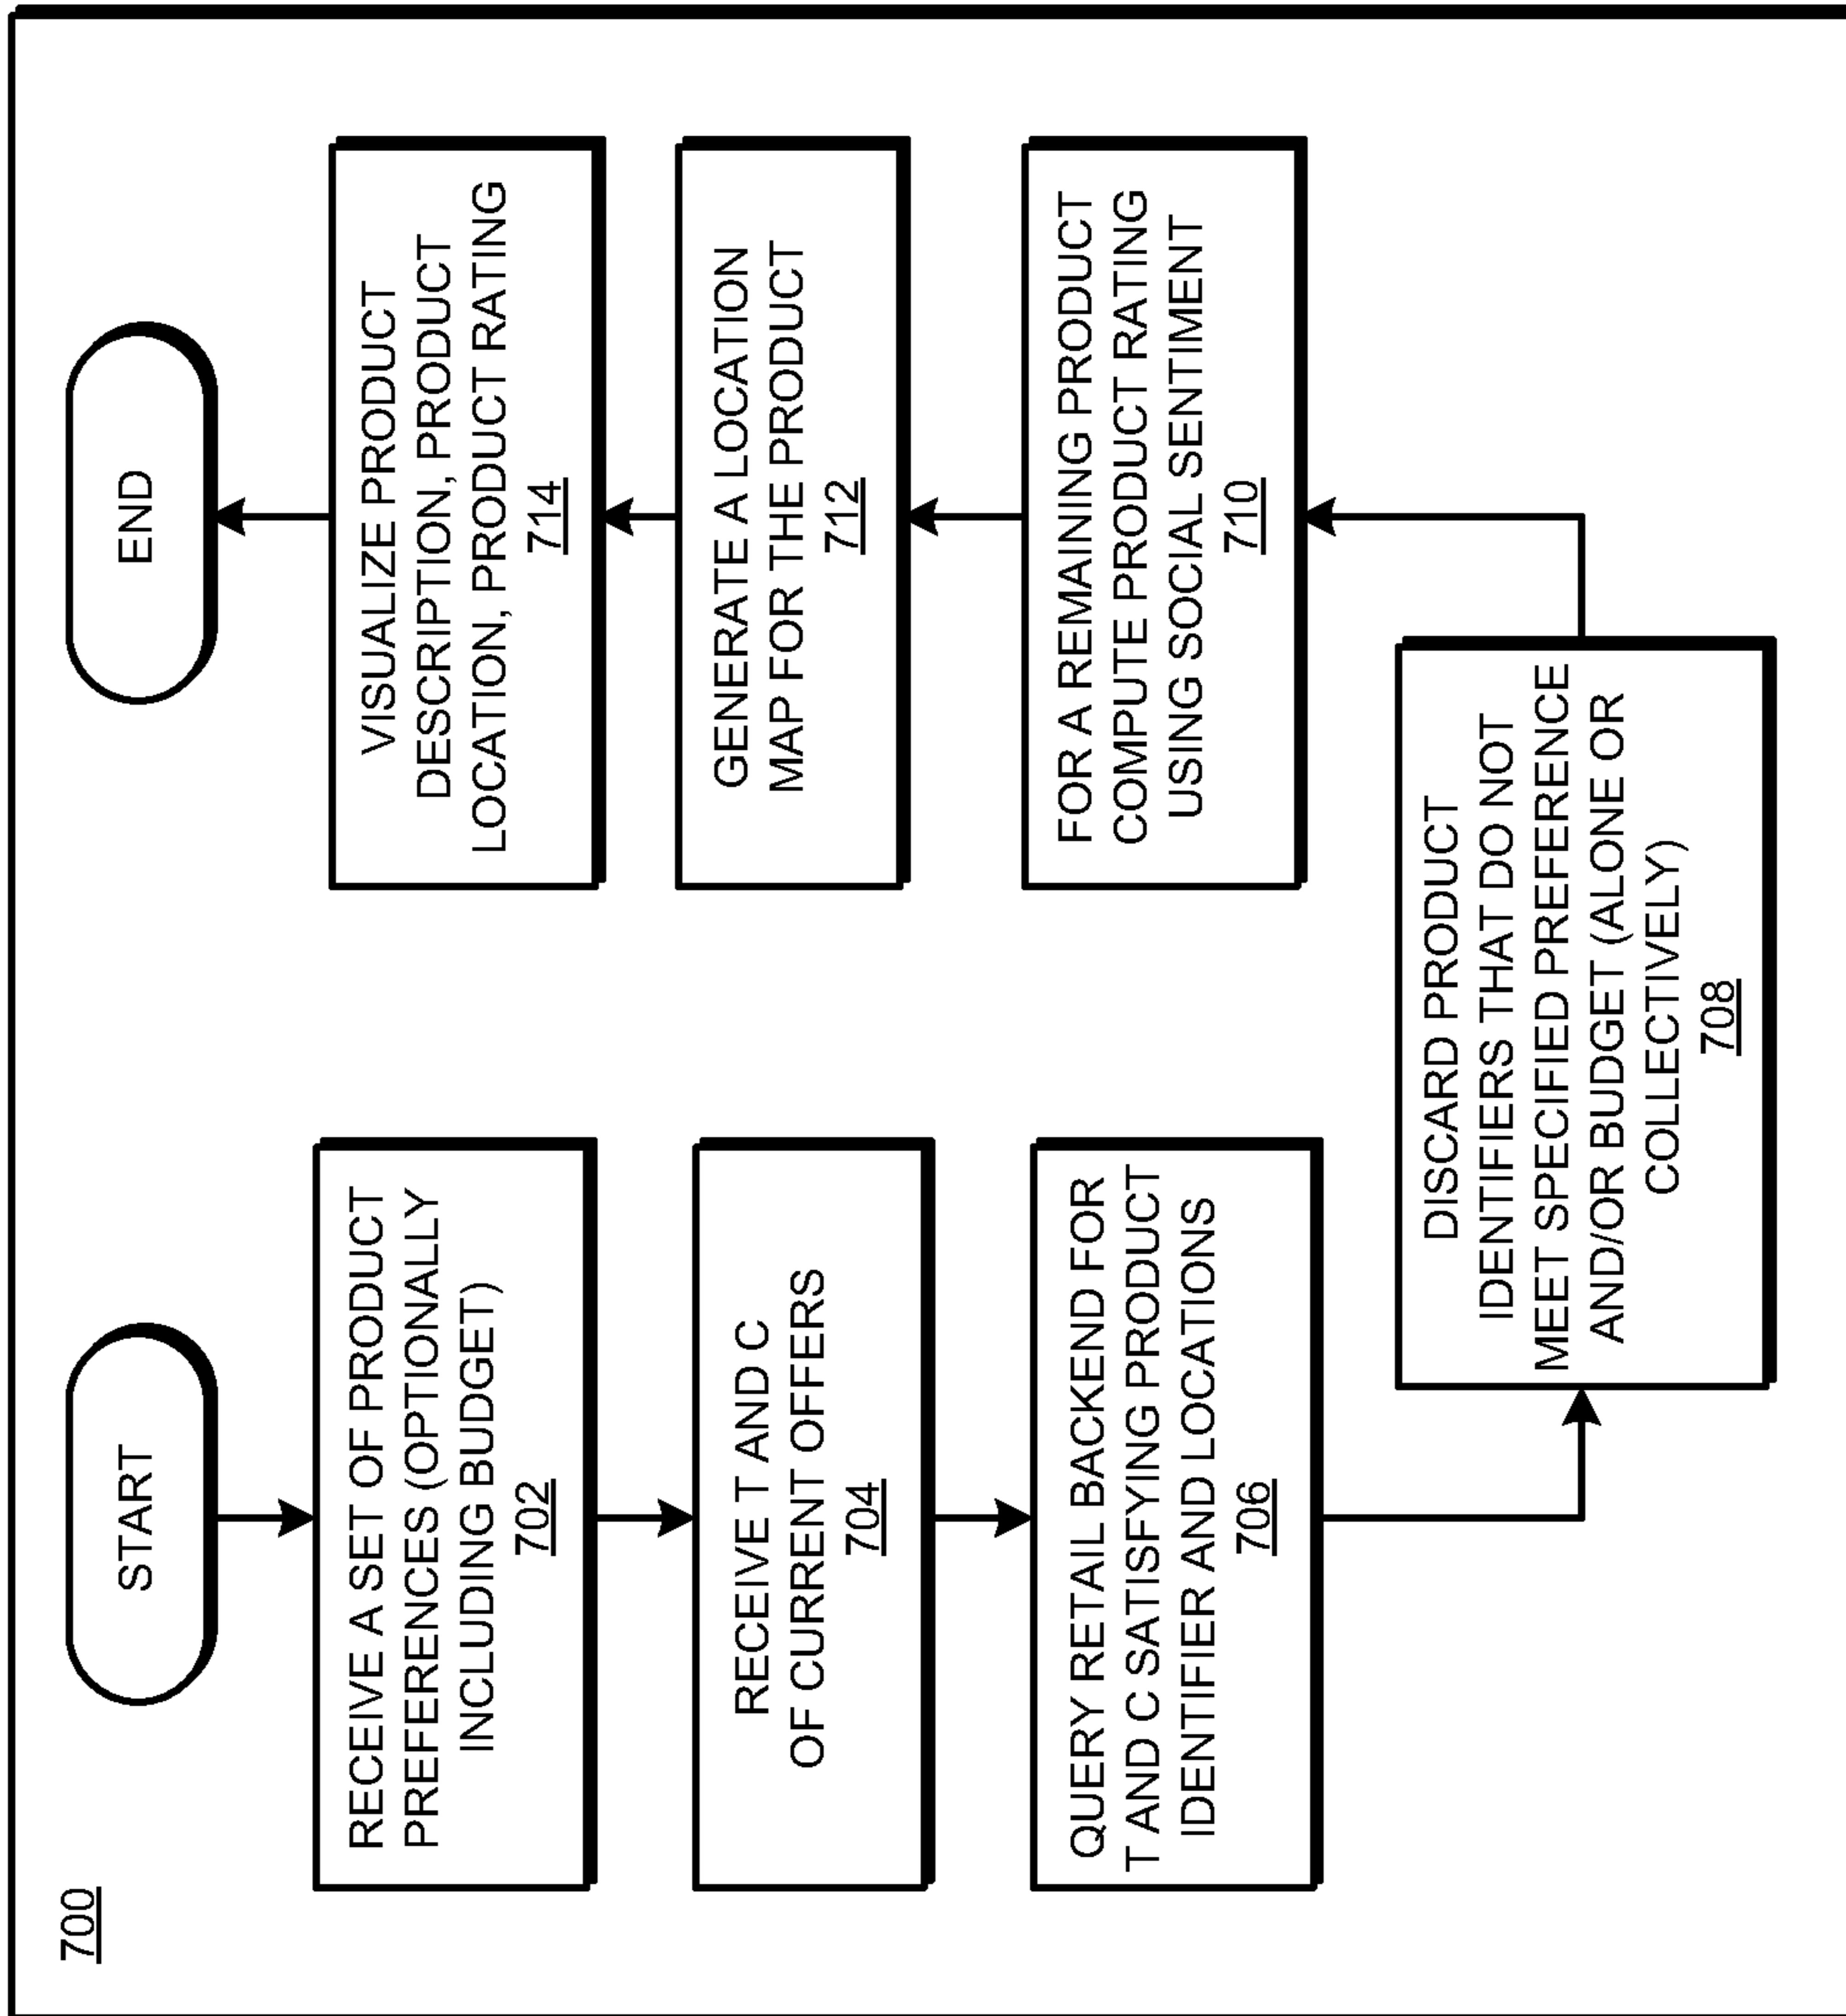 700
START
RECEIVE A SET OF PRODUCT
PREFERENCES (OPTIONALLY
INCLUDING BUDGET)
702
RECEIVE T AND C
OF CURRENT OFFERS
704
QUERY RETAIL BACKEND FOR
T AND C SATISFYING PRODUCT
IDENTIFIER AND LOCATIONS
706
DISCARD PRODUCT
IDENTIFIERS THAT DO NOT
MEET SPECIFIED PREFERENCE
AND/OR BUDGET (ALONE OR
COLLECTIVELY)
708
FOR A REMAINING PRODUCT
COMPUTE PRODUCT RATING
USING SOCIAL SENTIMENT
710
GENERATE A LOCATION
MAP FOR THE PRODUCT
712
VISUALIZE PRODUCT
DESCRIPTION, PRODUCT
LOCATION, PRODUCT RATING
714
END